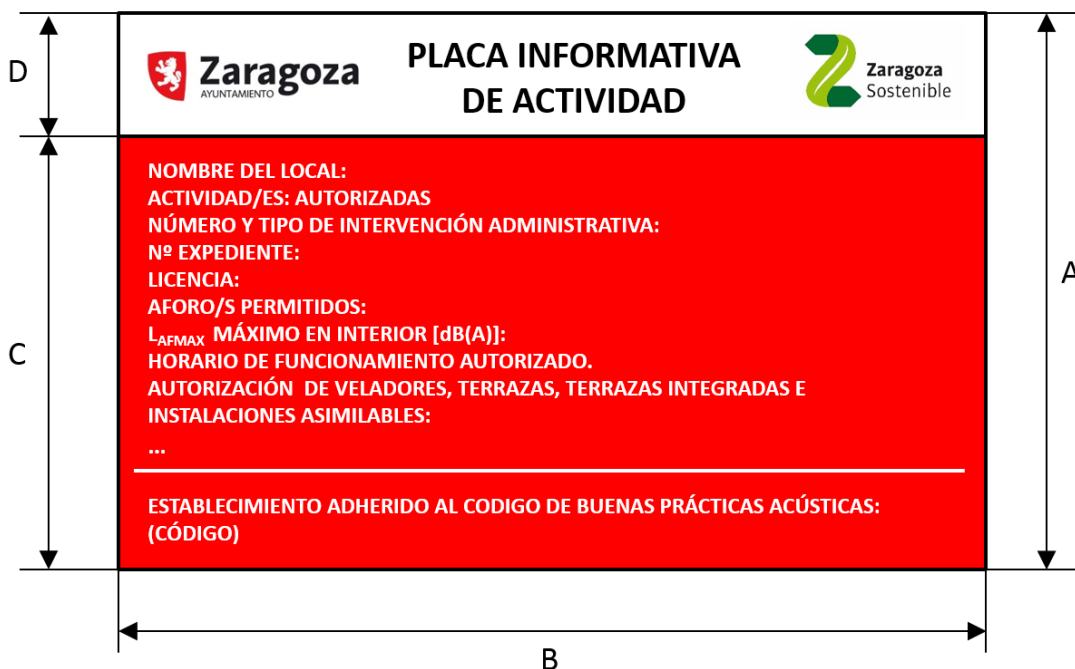 D
Zaragoza
AYUNTAMIENTO
PLACA INFORMATIVA
DE ACTIVIDAD
Zaragoza
Sostenible
NOMBRE DEL LOCAL:
ACTIVIDAD/ES: AUTORIZADAS
NÚMERO Y TIPO DE INTERVENCIÓN ADMINISTRATIVA:
Nº EXPEDIENTE:
LICENCIA:
AFORO/S PERMITIDOS:
LAFMAX MÁXIMO EN INTERIOR [dB(A)]:
HORARIO DE FUNCIONAMIENTO AUTORIZADO.
AUTORIZACIÓN DE VELADORES, TERRAZAS, TERRAZAS INTEGRADAS E
INSTALACIONES ASIMILABLES:
...
ESTABLECIMIENTO ADHERIDO AL CODIGO DE BUENAS PRÁCTICAS ACÚSTICAS:
(CÓDIGO)
A
C
B